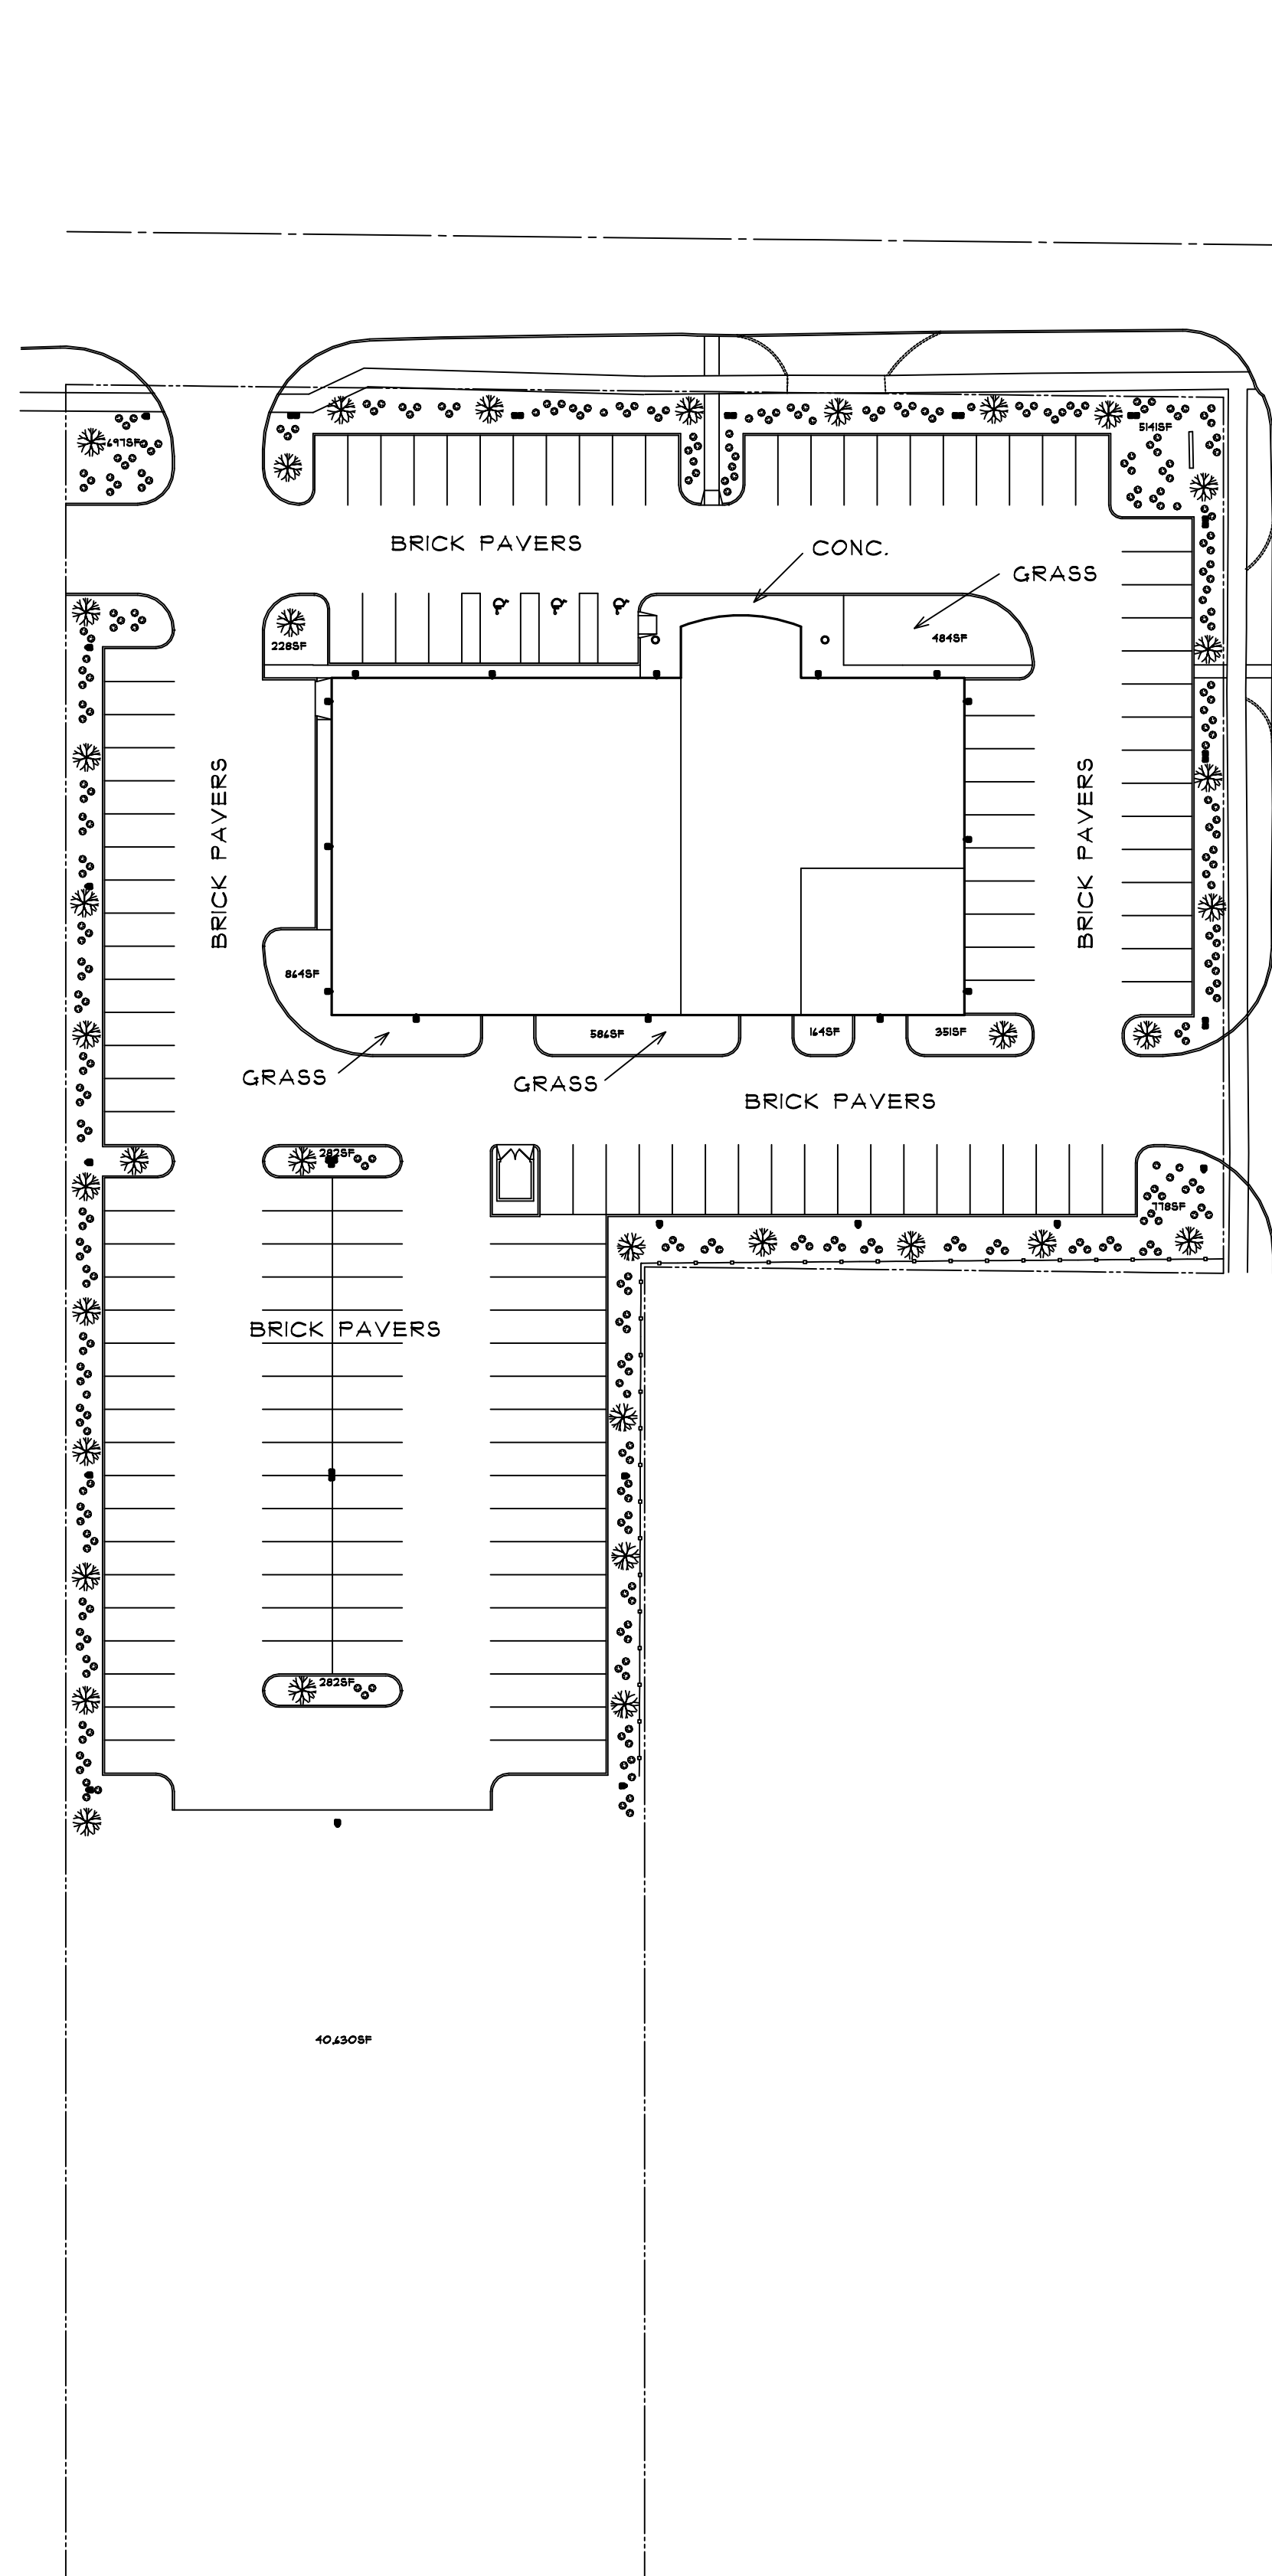 697SF
5141SF
BRICK PAVERS
CONC.
GRASS
228SF
484SF
BRICK PAVERS
BRICK PAVERS
864SF
586SF
164SF
351SF
GRASS
GRASS
BRICK PAVERS
282SF
778SF
BRICK PAVERS
282SF
40,630SF